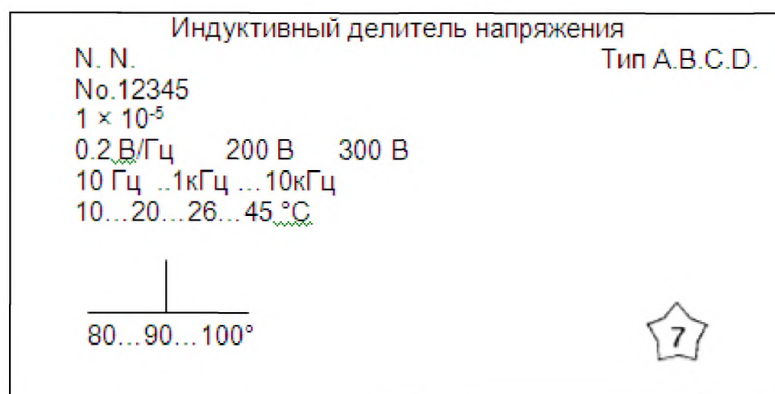 Индуктивный делитель напряжения
N. N. Тип A.B.C.D.
No.12345
1 × 10⁻⁵
0.2 В/Гц 200 В 300 В
10 Гц ..1кГц ...10кГц
10...20...26...45 °C
80...90...100°
7